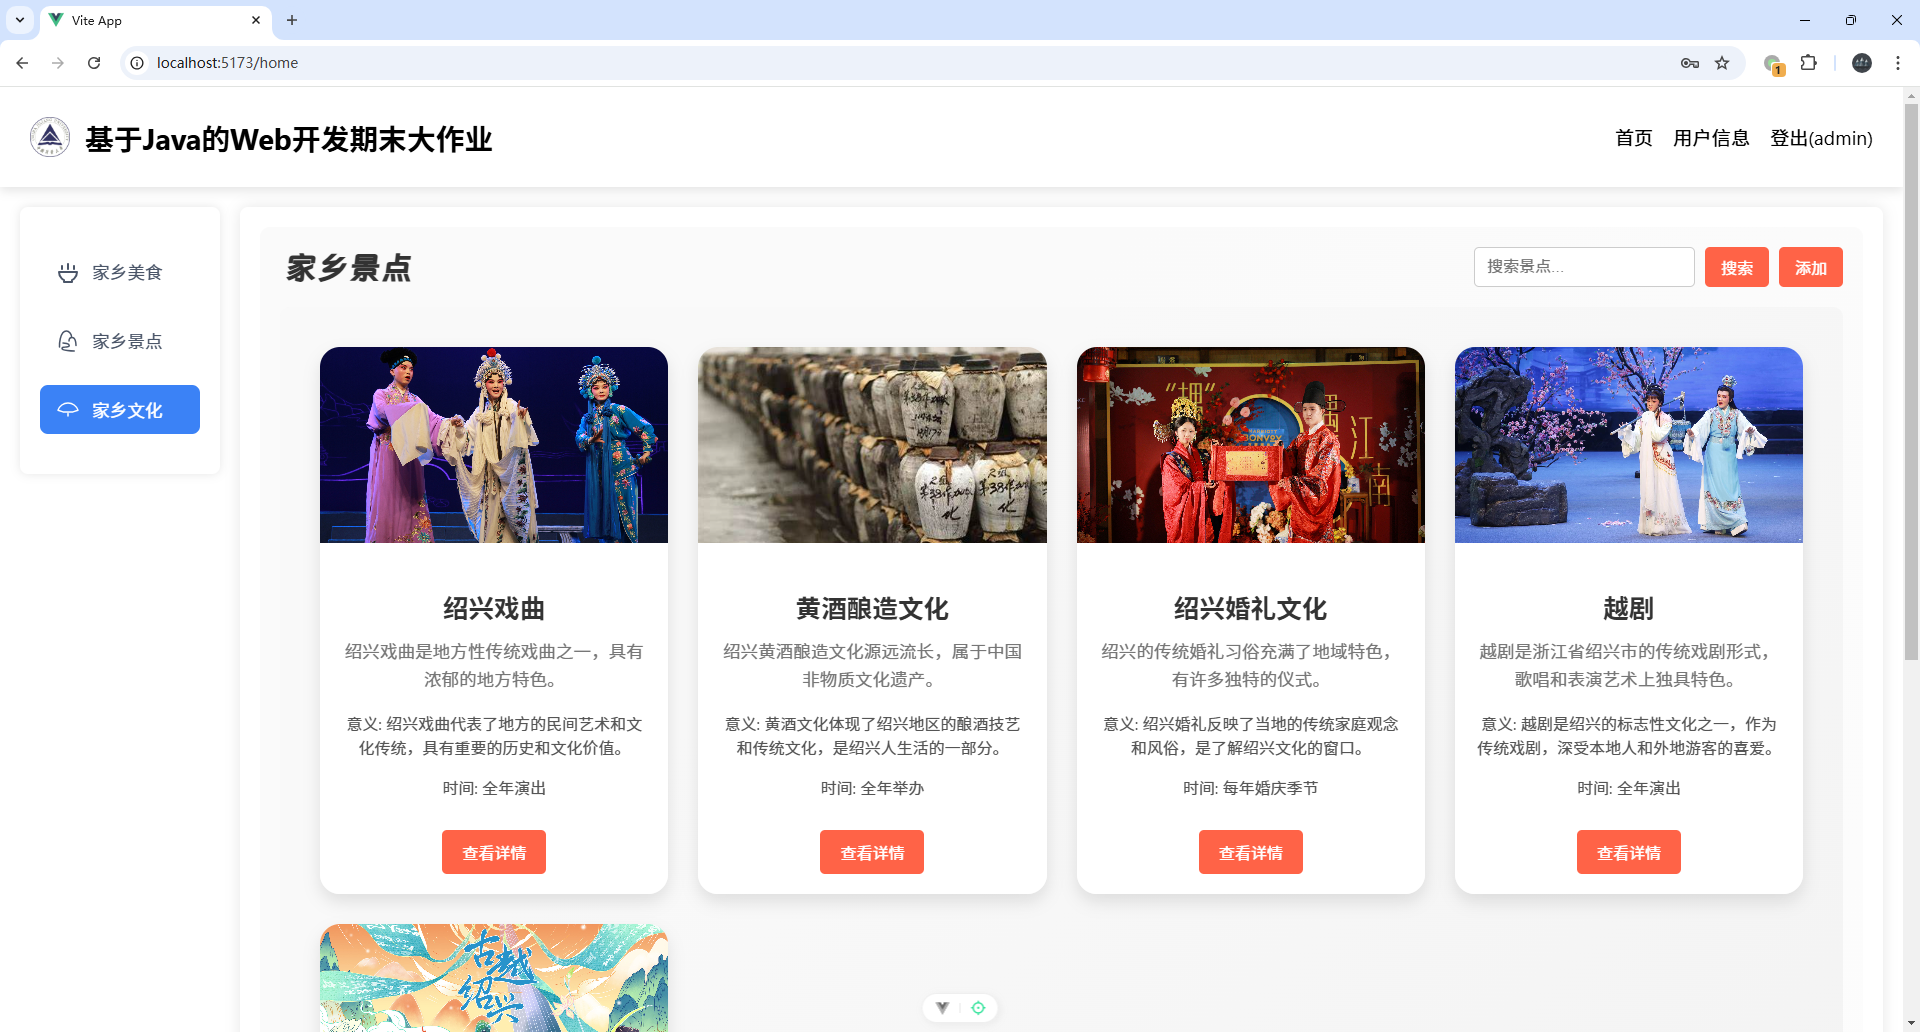 Vite App
localhost:5173/home
1
基于Java的Web开发期末大作业
首页 用户信息 登出(admin)
家乡美食
家乡景点
家乡文化
家乡景点
搜索景点...
搜索
添加
绍兴戏曲
绍兴戏曲是地方性传统戏曲之一，具有
浓郁的地方特色。
意义: 绍兴戏曲代表了地方的民间艺术和文
化传统，具有重要的历史和文化价值。
时间: 全年演出
查看详情
黄酒酿造文化
绍兴黄酒酿造文化源远流长，属于中国
非物质文化遗产。
意义: 黄酒文化体现了绍兴地区的酿酒技艺
和传统文化，是绍兴人生活的一部分。
时间: 全年举办
查看详情
江
南
绍兴婚礼文化
绍兴的传统婚礼习俗充满了地域特色，
有许多独特的仪式。
意义: 绍兴婚礼反映了当地的传统家庭观念
和风俗，是了解绍兴文化的窗口。
时间: 每年婚庆季节
查看详情
越剧
越剧是浙江省绍兴市的传统戏剧形式，
歌唱和表演艺术上独具特色。
意义: 越剧是绍兴的标志性文化之一，作为
传统戏剧，深受本地人和外地游客的喜爱。
时间: 全年演出
查看详情
古越
绍兴